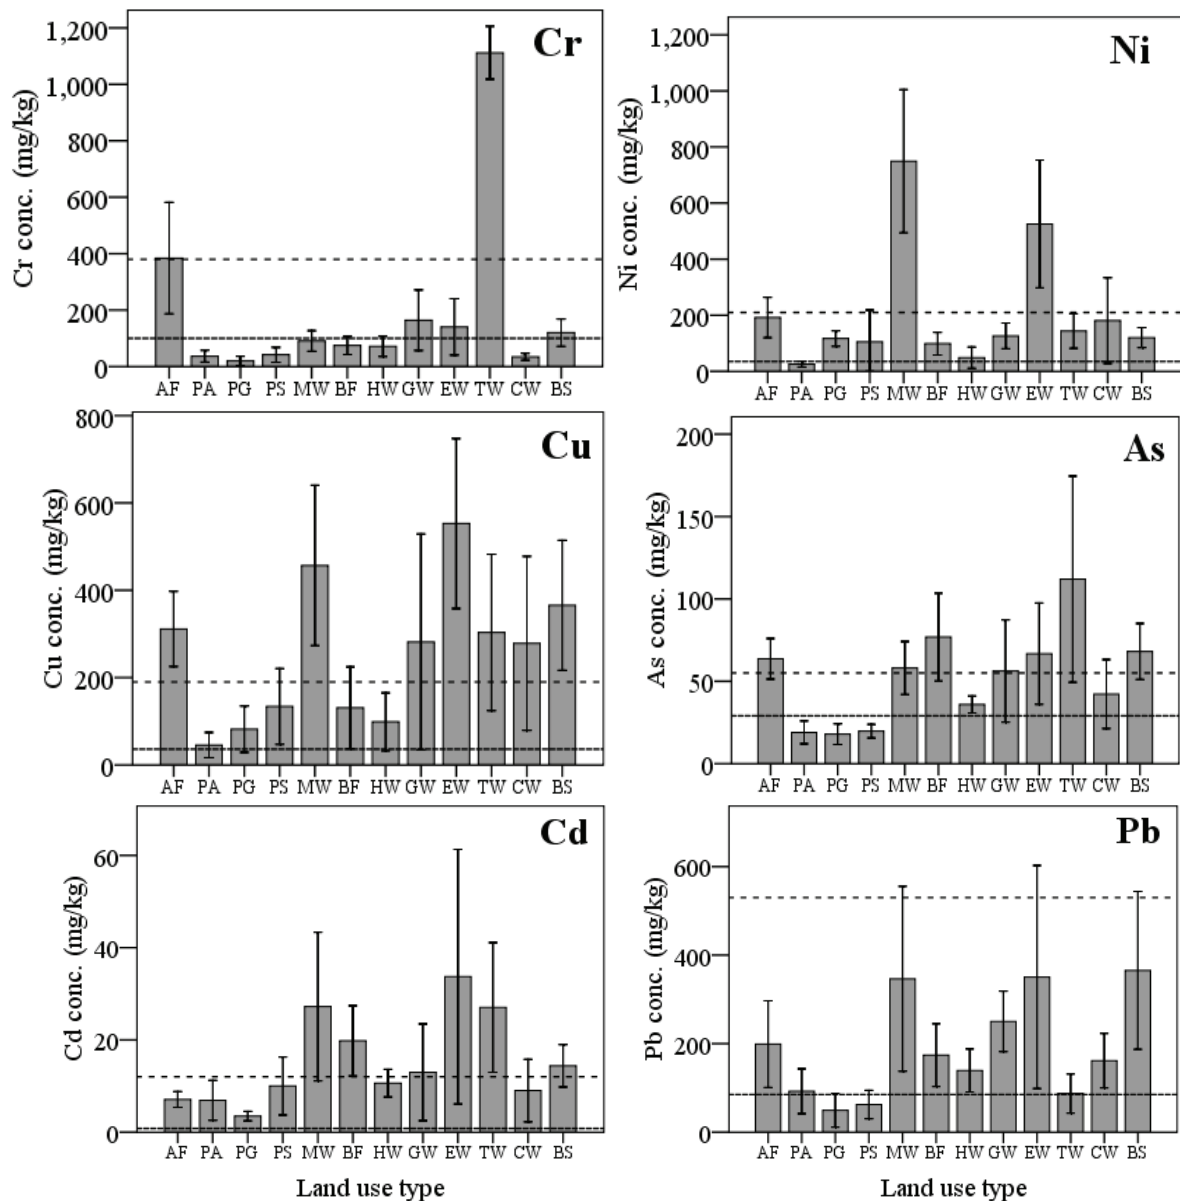 Cr
Cr conc. (mg/kg)
1,200
1,000
800
600
400
200
0
AF PA PG PS MW BF HW GW EW TW CW BS
Ni
Ni conc. (mg/kg)
1,200
1,000
800
600
400
200
0
AF PA PG PS MW BF HW GW EW TW CW BS
Cu
Cu conc. (mg/kg)
800
600
400
200
0
AF PA PG PS MW BF HW GW EW TW CW BS
As
As conc. (mg/kg)
200
150
100
50
0
AF PA PG PS MW BF HW GW EW TW CW BS
Cd
Cd conc. (mg/kg)
60
40
20
0
AF PA PG PS MW BF HW GW EW TW CW BS
Land use type
Pb
Pb conc. (mg/kg)
600
400
200
0
AF PA PG PS MW BF HW GW EW TW CW BS
Land use type